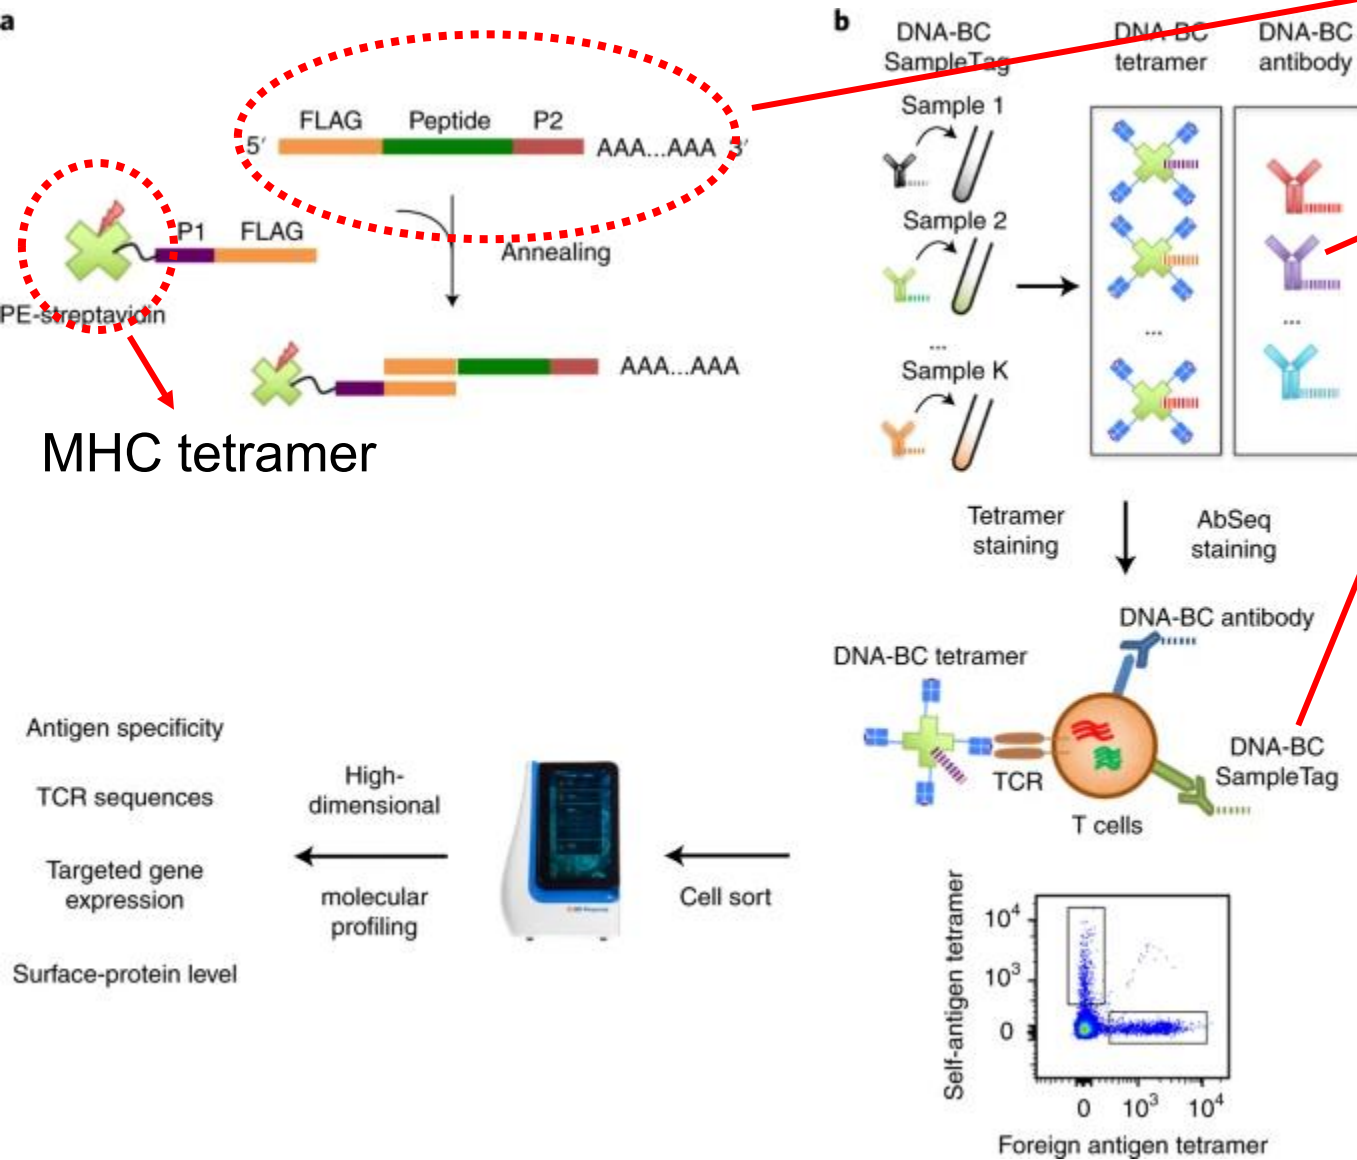 a
FLAG Peptide P2
5′ AAA...AAA 3′
P1 FLAG
Annealing
PE-streptavidin
AAA...AAA
MHC tetramer
b
DNA-BC
SampleTag
DNA-BC
tetramer
DNA-BC
antibody
Sample 1
Sample 2
...
Sample K
...
...
Tetramer
staining
AbSeq
staining
DNA-BC antibody
DNA-BC tetramer
TCR
DNA-BC
SampleTag
T cells
Cell sort
High-
dimensional
molecular
profiling
Antigen specificity
TCR sequences
Targeted gene
expression
Surface-protein level
Self-antigen tetramer
10⁴
10³
0
0 10³ 10⁴
Foreign antigen tetramer